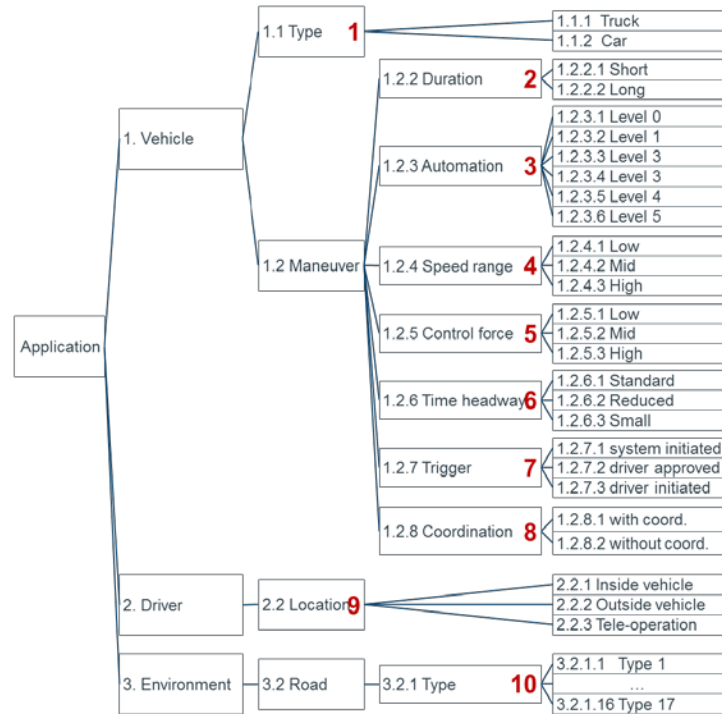 1.1 Type 1
1.1.1 Truck
1.1.2 Car
1.2.2 Duration 2
1.2.2.1 Short
1.2.2.2 Long
1. Vehicle
1.2.3 Automation 3
1.2.3.1 Level 0
1.2.3.2 Level 1
1.2.3.3 Level 3
1.2.3.4 Level 3
1.2.3.5 Level 4
1.2.3.6 Level 5
1.2 Maneuver
1.2.4 Speed range 4
1.2.4.1 Low
1.2.4.2 Mid
1.2.4.3 High
Application
1.2.5 Control force 5
1.2.5.1 Low
1.2.5.2 Mid
1.2.5.3 High
1.2.6 Time headway 6
1.2.6.1 Standard
1.2.6.2 Reduced
1.2.6.3 Small
1.2.7 Trigger 7
1.2.7.1 system initiated
1.2.7.2 driver approved
1.2.7.3 driver initiated
1.2.8 Coordination 8
1.2.8.1 with coord.
1.2.8.2 without coord.
2. Driver
2.2 Location 9
2.2.1 Inside vehicle
2.2.2 Outside vehicle
2.2.3 Tele-operation
3. Environment
3.2 Road
3.2.1 Type 10
3.2.1.1 Type 1
...
3.2.1.16 Type 17